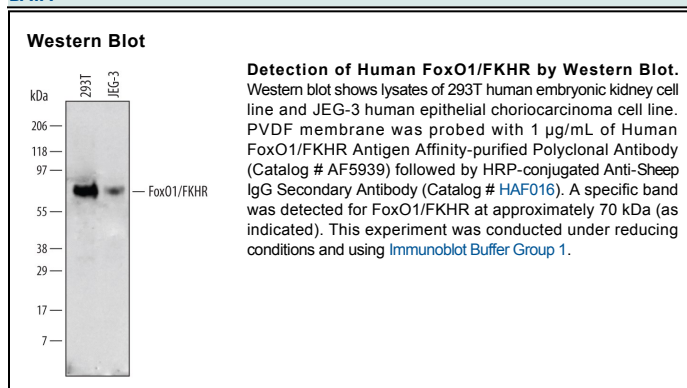 Western Blot
kDa
293T
JEG-3
206
118
97
FoxO1/FKHR
55
38
29
17
7
Detection of Human FoxO1/FKHR by Western Blot.
Western blot shows lysates of 293T human embryonic kidney cell
line and JEG-3 human epithelial choriocarcinoma cell line.
PVDF membrane was probed with 1 µg/mL of Human
FoxO1/FKHR Antigen Affinity-purified Polyclonal Antibody
(Catalog # AF5939) followed by HRP-conjugated Anti-Sheep
IgG Secondary Antibody (Catalog # HAF016). A specific band
was detected for FoxO1/FKHR at approximately 70 kDa (as
indicated). This experiment was conducted under reducing
conditions and using Immunoblot Buffer Group 1.